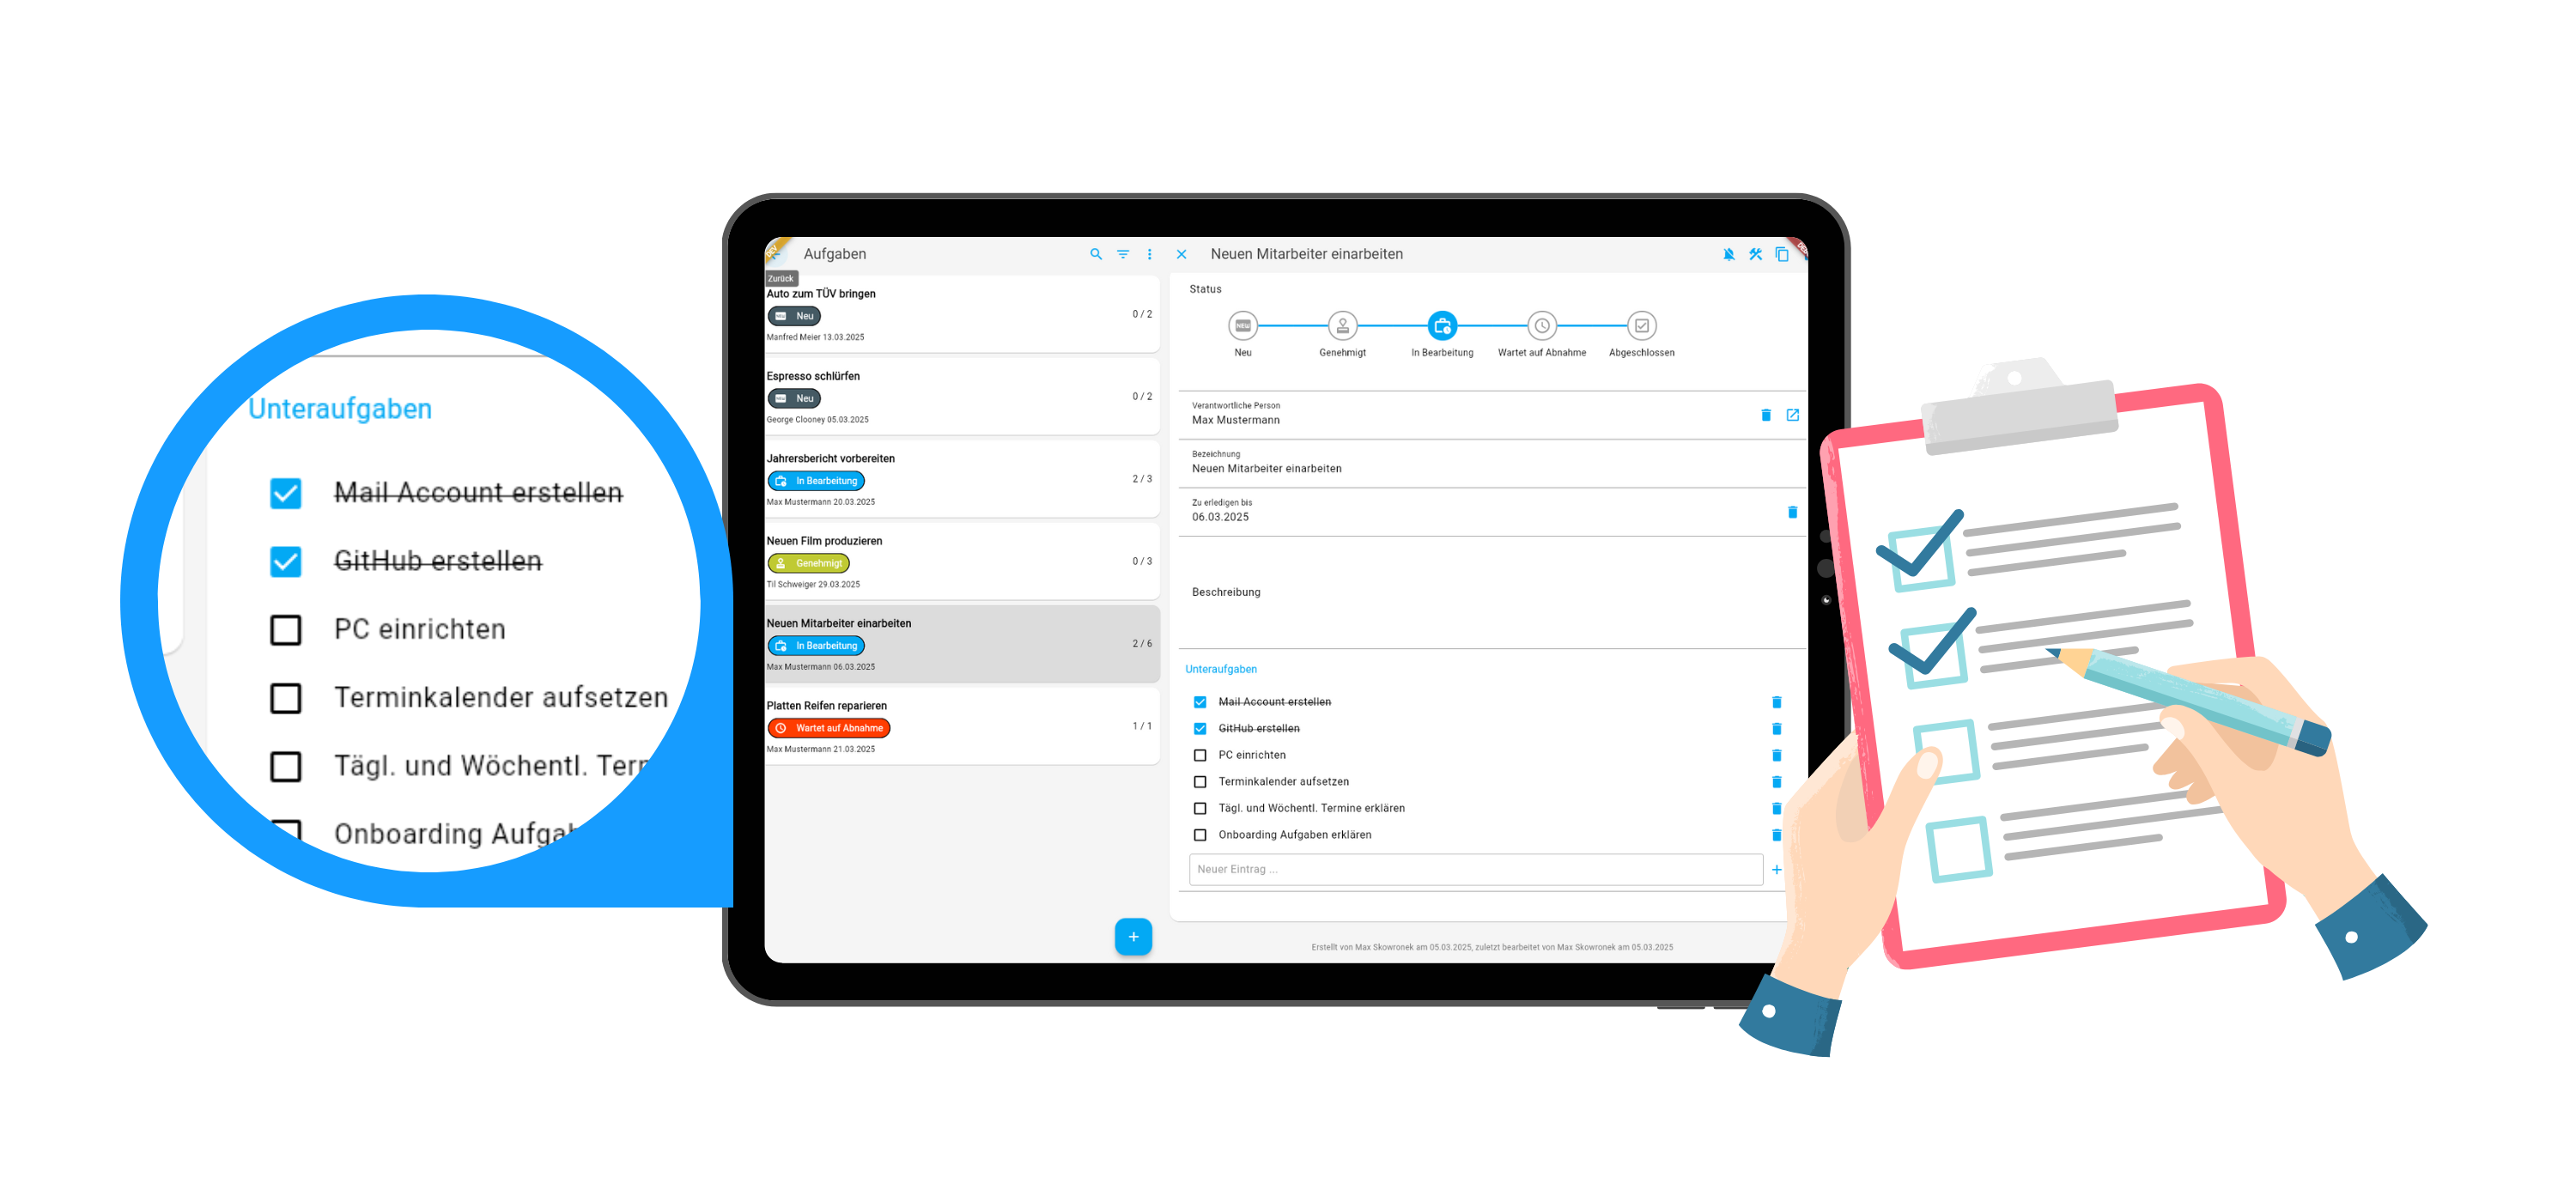 Unteraufgaben
Mail Account erstellen
GitHub erstellen
PC einrichten
Terminkalender aufsetzen
Tägl. und Wöchentl.
Onboarding
Aufgaben
Zurück
Auto zum TÜV bringen
Neu
0 / 2
Manfred Meier 13.03.2025
Espresso schlürfen
Neu
0 / 2
George Clooney 05.03.2025
Jahrersbericht vorbereiten
In Bearbeitung
2 / 3
Max Mustermann 20.03.2025
Neuen Film produzieren
Genehmigt
0 / 3
Til Schweiger 29.03.2025
Neuen Mitarbeiter einarbeiten
In Bearbeitung
2 / 6
Max Mustermann 06.03.2025
Platten Reifen reparieren
Wartet auf Abnahme
1 / 1
Max Mustermann 21.03.2025
Neuen Mitarbeiter einarbeiten
Status
NEW
Neu
Genehmigt
In Bearbeitung
Wartet auf Abnahme
Abgeschlossen
Verantwortliche Person
Max Mustermann
Bezeichnung
Neuen Mitarbeiter einarbeiten
Zu erledigen bis
06.03.2025
Beschreibung
Unteraufgaben
Mail Account erstellen
GitHub erstellen
PC einrichten
Terminkalender aufsetzen
Tägl. und Wöchentl. Termine erklären
Onboarding Aufgaben erklären
Neuer Eintrag ...
Erstellt von Max Skowronek am 05.03.2025, zuletzt bearbeitet von Max Skowronek am 05.03.2025